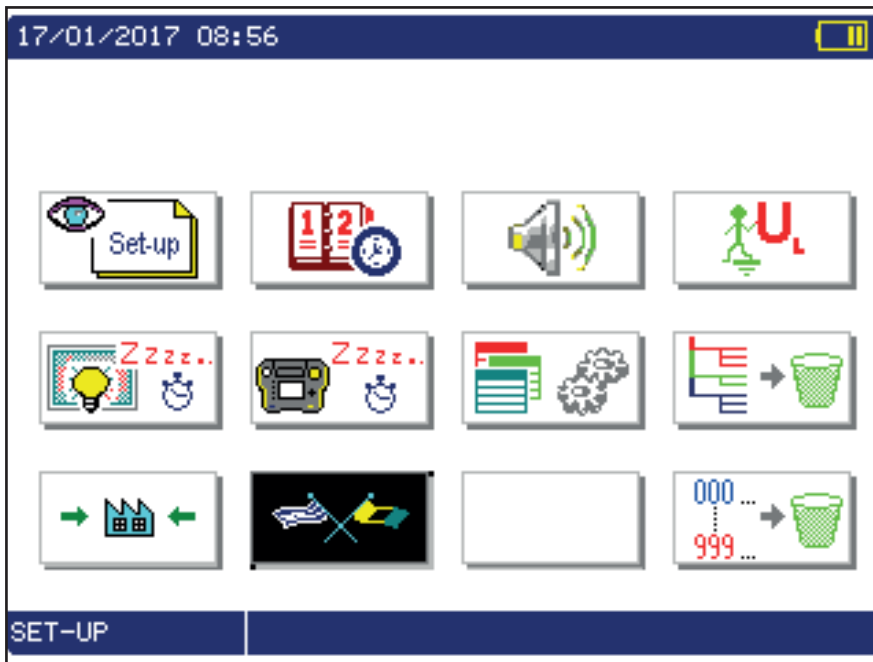 17/01/2017 08:56
Set-up
1 2
U L
Zzzz..
Zzzz..
000 ...
999 ...
SET-UP